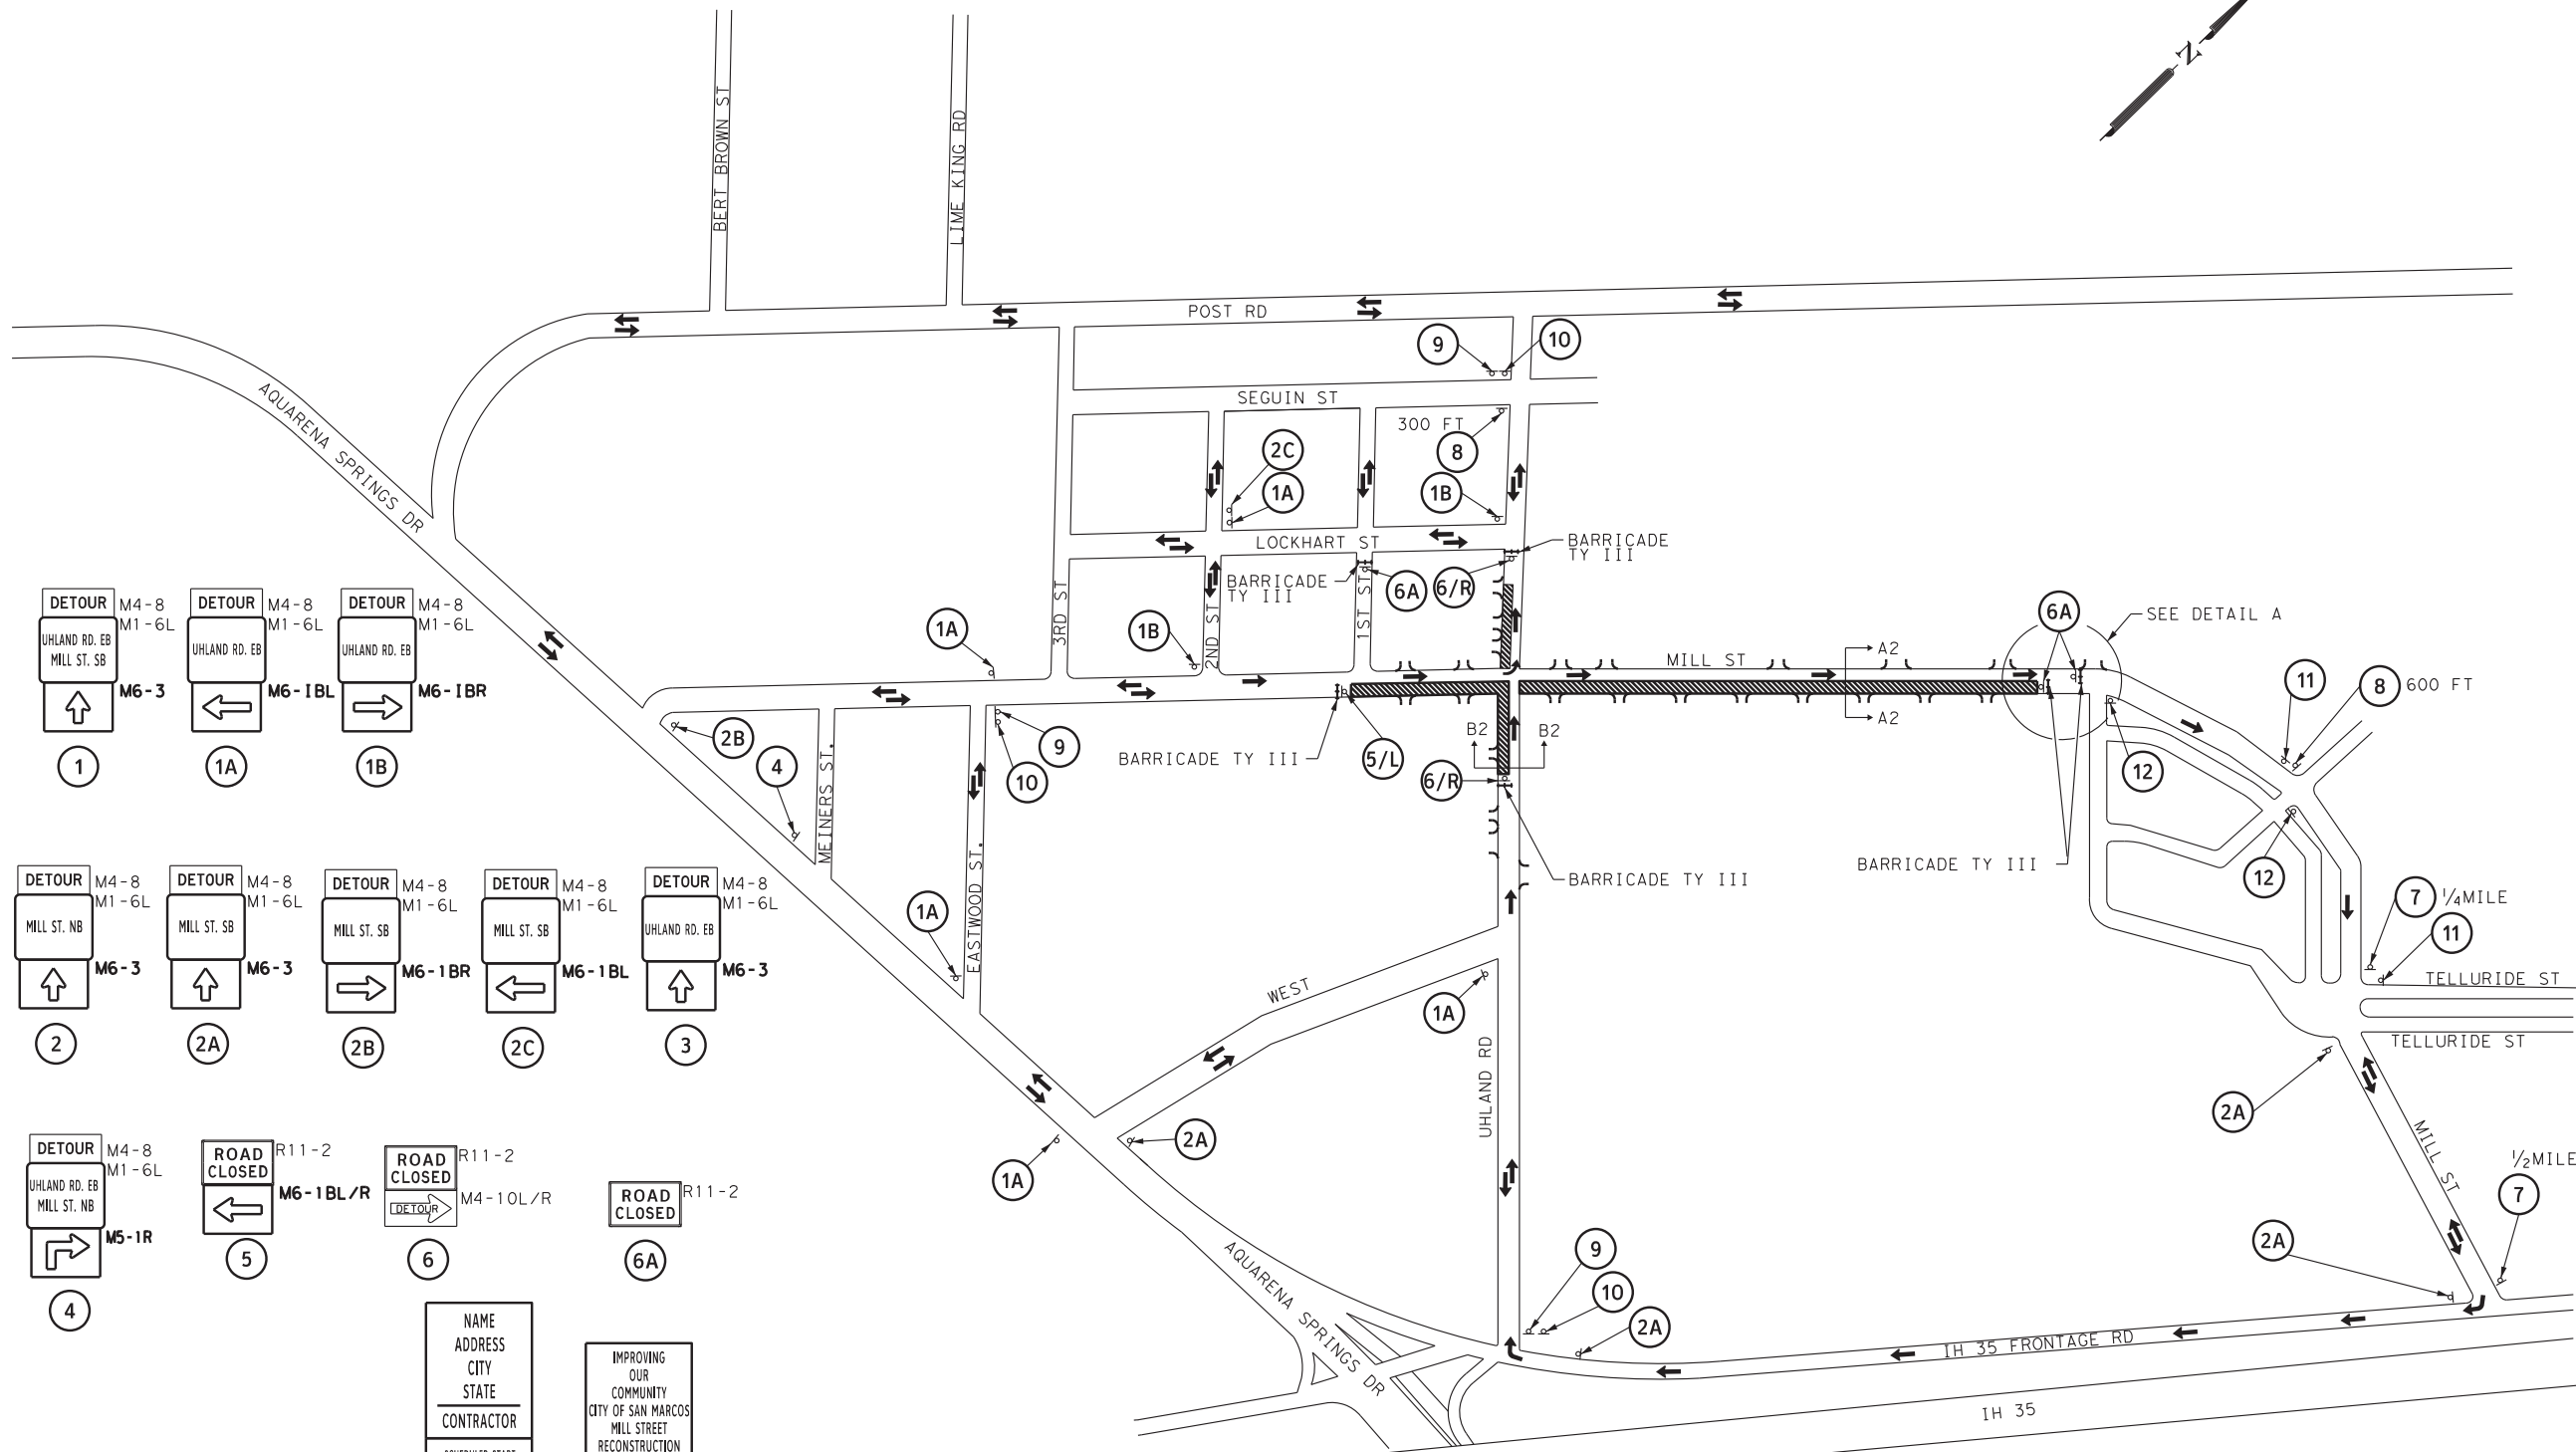 N
BERT BROWN ST
LIME KING RD
POST RD
9
10
AQUARENA SPRINGS DR
SEGUIN ST
300 FT
2C
8
1A
1B
LOCKHART ST
BARRICADE
TY III
BARRICADE
TY III
6A
6/R
3RD ST
2ND ST
1ST ST
1A
1B
6A
SEE DETAIL A
MILL ST
A2
A2
11
8
600 FT
2B
9
4
10
BARRICADE TY III
5/L
B2
B2
6/R
12
MEINERS ST.
EASTWOOD ST.
1A
BARRICADE TY III
BARRICADE TY III
12
7
1/4MILE
11
TELLURIDE ST
TELLURIDE ST
WEST
1A
UHLAND RD
2A
1A
2A
MILL ST
1/2MILE
7
2A
9
10
2A
AQUARENA SPRINGS DR
IH 35 FRONTAGE RD
IH 35
DETOUR
M4-8
M1-6L
UHLAND RD. EB
MILL ST. SB
M6-3
1
DETOUR
M4-8
M1-6L
UHLAND RD. EB
M6-IBL
1A
DETOUR
M4-8
M1-6L
UHLAND RD. EB
M6-IBR
1B
DETOUR
M4-8
M1-6L
MILL ST. NB
M6-3
2
DETOUR
M4-8
M1-6L
MILL ST. SB
M6-3
2A
DETOUR
M4-8
M1-6L
MILL ST. SB
M6-1BR
2B
DETOUR
M4-8
M1-6L
MILL ST. SB
M6-1BL
2C
DETOUR
M4-8
M1-6L
UHLAND RD. EB
M6-3
3
DETOUR
M4-8
M1-6L
UHLAND RD. EB
MILL ST. NB
M5-1R
4
ROAD
CLOSED
R11-2
M6-1BL/R
5
ROAD
CLOSED
R11-2
DETOUR
M4-10L/R
6
ROAD
CLOSED
R11-2
6A
NAME
ADDRESS
CITY
STATE
CONTRACTOR
IMPROVING
OUR
COMMUNITY
CITY OF SAN MARCOS
MILL STREET
RECONSTRUCTION